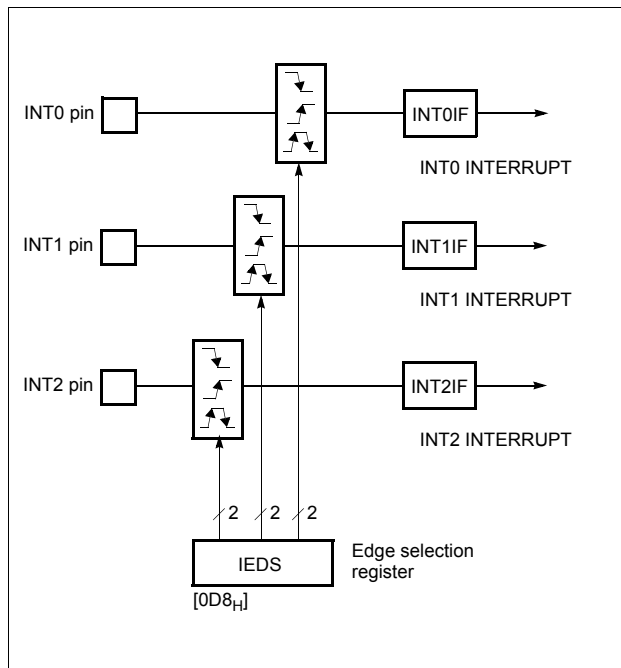 INT0 pin
INT0IF
INT0 INTERRUPT
INT1 pin
INT1IF
INT1 INTERRUPT
INT2 pin
INT2IF
INT2 INTERRUPT
2
2
2
IEDS
Edge selection
register
[0D8H]